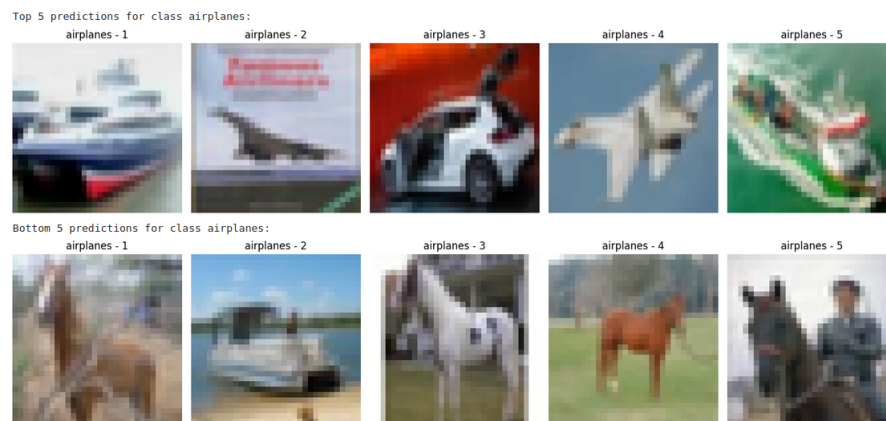 Top 5 predictions for class airplanes:
airplanes - 1
airplanes - 2
airplanes - 3
airplanes - 4
airplanes - 5
Bottom 5 predictions for class airplanes:
airplanes - 1
airplanes - 2
airplanes - 3
airplanes - 4
airplanes - 5